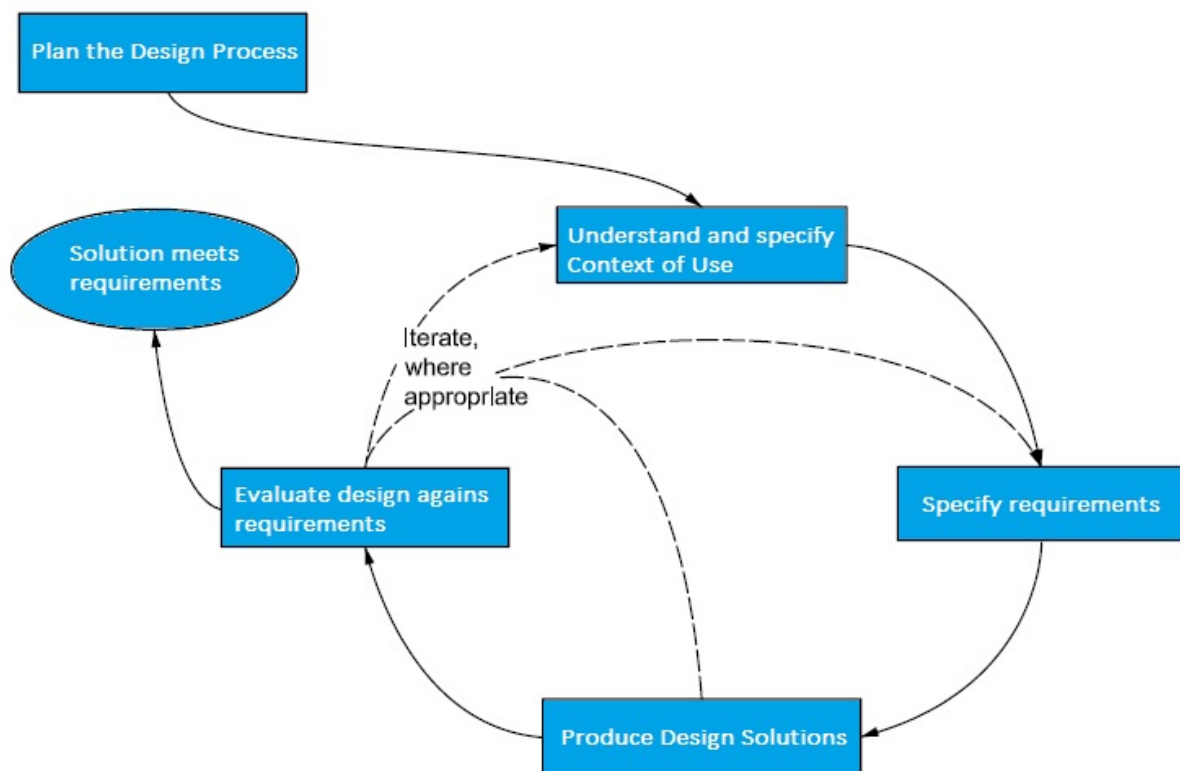 Plan the Design Process
Understand and specify
Context of Use
Solution meets
requirements
Iterate,
where
appropriate
Evaluate design agains
requirements
Specify requirements
Produce Design Solutions